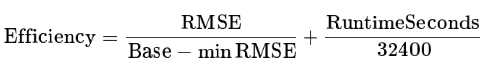 Efficiency = RMSE / (Base − min RMSE) + RuntimeSeconds / 32400